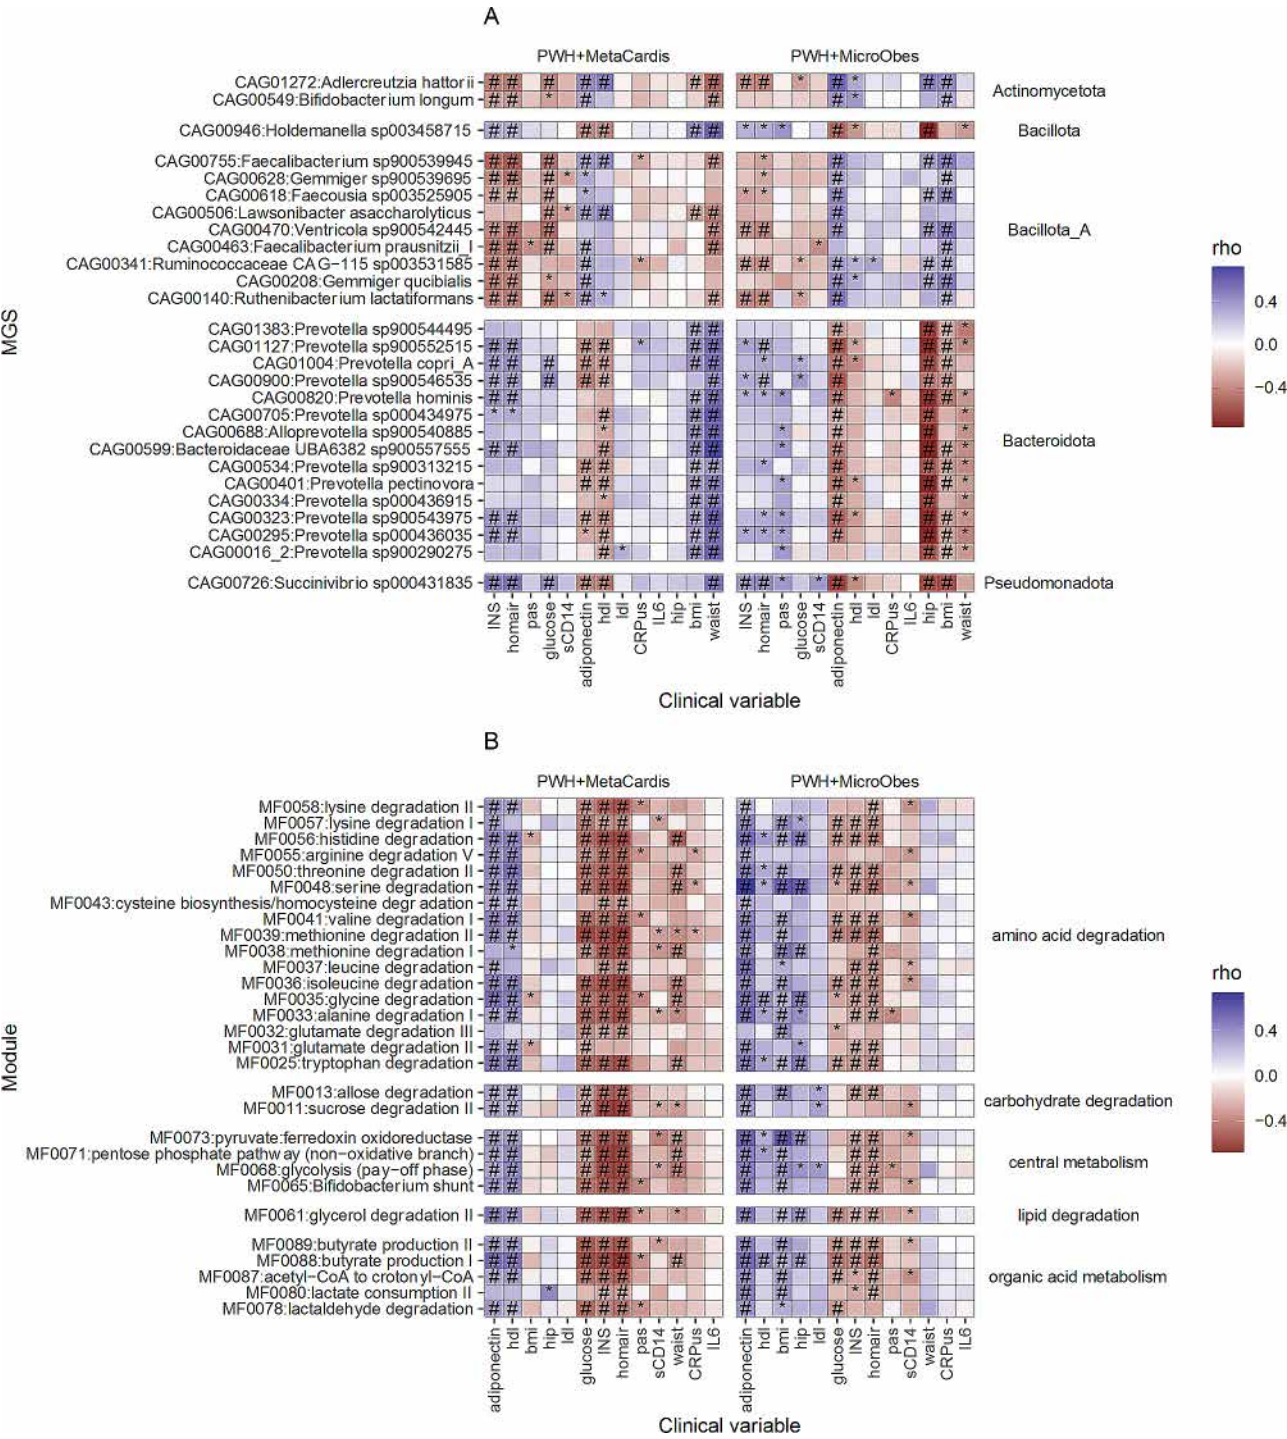 A
PWH+MetaCardis PWH+MicroObes
MGS
CAG01272:Adlercreutzia hattorii
CAG00549:Bifidobacterium longum
Actinomycetota
CAG00946:Holdemanella sp003458715
Bacillota
CAG00755:Faecalibacterium sp900539945
CAG00628:Gemmiger sp900539695
CAG00618:Faecousia sp003525905
CAG00506:Lawsonibacter asaccharolyticus
CAG00470:Ventricola sp900542445
CAG00463:Faecalibacterium prausnitzii_I
CAG00341:Ruminococcaceae CAG-115 sp003531585
CAG00208:Gemmiger qucibialis
CAG00140:Ruthenibacterium lactatiformans
Bacillota_A
CAG01383:Prevotella sp900544495
CAG01127:Prevotella sp900552515
CAG01004:Prevotella copri_A
CAG00900:Prevotella sp900546535
CAG00820:Prevotella hominis
CAG00705:Prevotella sp000434975
CAG00688:Alloprevotella sp900540885
CAG00599:Bacteroidaceae UBA6382 sp900557555
CAG00534:Prevotella sp900313215
CAG00401:Prevotella pectinovora
CAG00334:Prevotella sp000436915
CAG00323:Prevotella sp900543975
CAG00295:Prevotella sp000436035
CAG00016_2:Prevotella sp900290275
Bacteroidota
CAG00726:Succinivibrio sp000431835
Pseudomonadota
INS homair pas glucose sCD14 adiponectin hdl ldl CRPus IL6 hip bmi waist
INS homair pas glucose sCD14 adiponectin hdl ldl CRPus IL6 hip bmi waist
Clinical variable
rho
0.4
0.0
−0.4
B
PWH+MetaCardis PWH+MicroObes
Module
MF0058:lysine degradation II
MF0057:lysine degradation I
MF0056:histidine degradation
MF0055:arginine degradation V
MF0050:threonine degradation II
MF0048:serine degradation
MF0043:cysteine biosynthesis/homocysteine degradation
MF0041:valine degradation I
MF0039:methionine degradation II
MF0038:methionine degradation I
MF0037:leucine degradation
MF0036:isoleucine degradation
MF0035:glycine degradation
MF0033:alanine degradation I
MF0032:glutamate degradation III
MF0031:glutamate degradation II
MF0025:tryptophan degradation
amino acid degradation
MF0013:allose degradation
MF0011:sucrose degradation II
carbohydrate degradation
MF0073:pyruvate:ferredoxin oxidoreductase
MF0071:pentose phosphate pathway (non-oxidative branch)
MF0068:glycolysis (pay-off phase)
MF0065:Bifidobacterium shunt
central metabolism
MF0061:glycerol degradation II
lipid degradation
MF0089:butyrate production II
MF0088:butyrate production I
MF0087:acetyl-CoA to crotonyl-CoA
MF0080:lactate consumption II
MF0078:lactaldehyde degradation
organic acid metabolism
adiponectin hdl bmi hip ldl glucose INS homair pas sCD14 waist CRPus IL6
adiponectin hdl bmi hip ldl glucose INS homair pas sCD14 waist CRPus IL6
Clinical variable
rho
0.4
0.0
−0.4